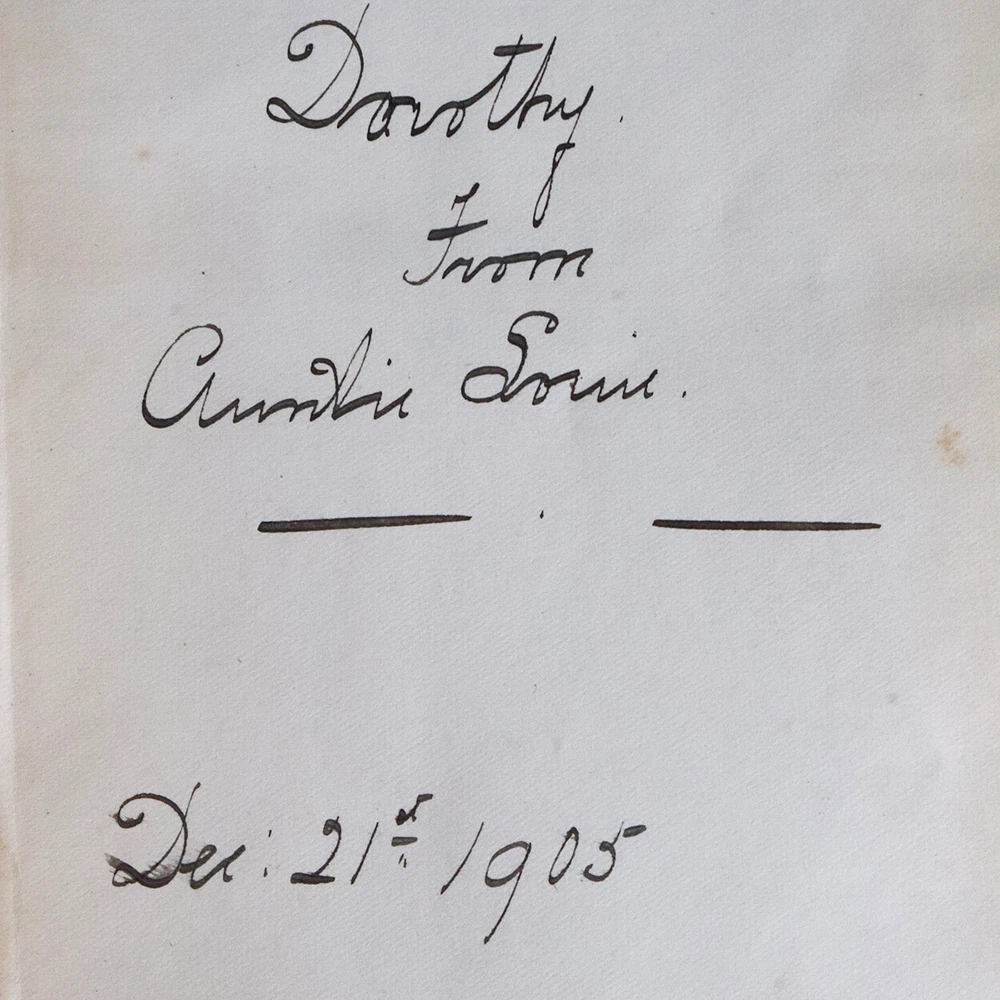 Dorothy.
From
Auntie Louie.
Dec: 21st 1905